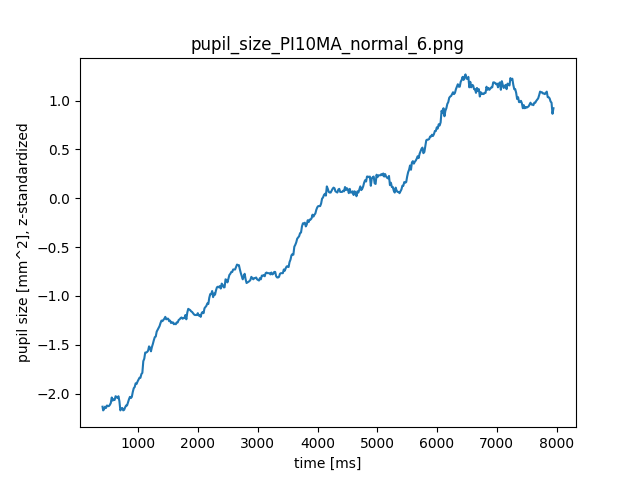 pupil_size_PI10MA_normal_6.png
pupil size [mm^2], z-standardized
1.0
0.5
0.0
−0.5
−1.0
−1.5
−2.0
1000 2000 3000 4000 5000 6000 7000 8000
time [ms]